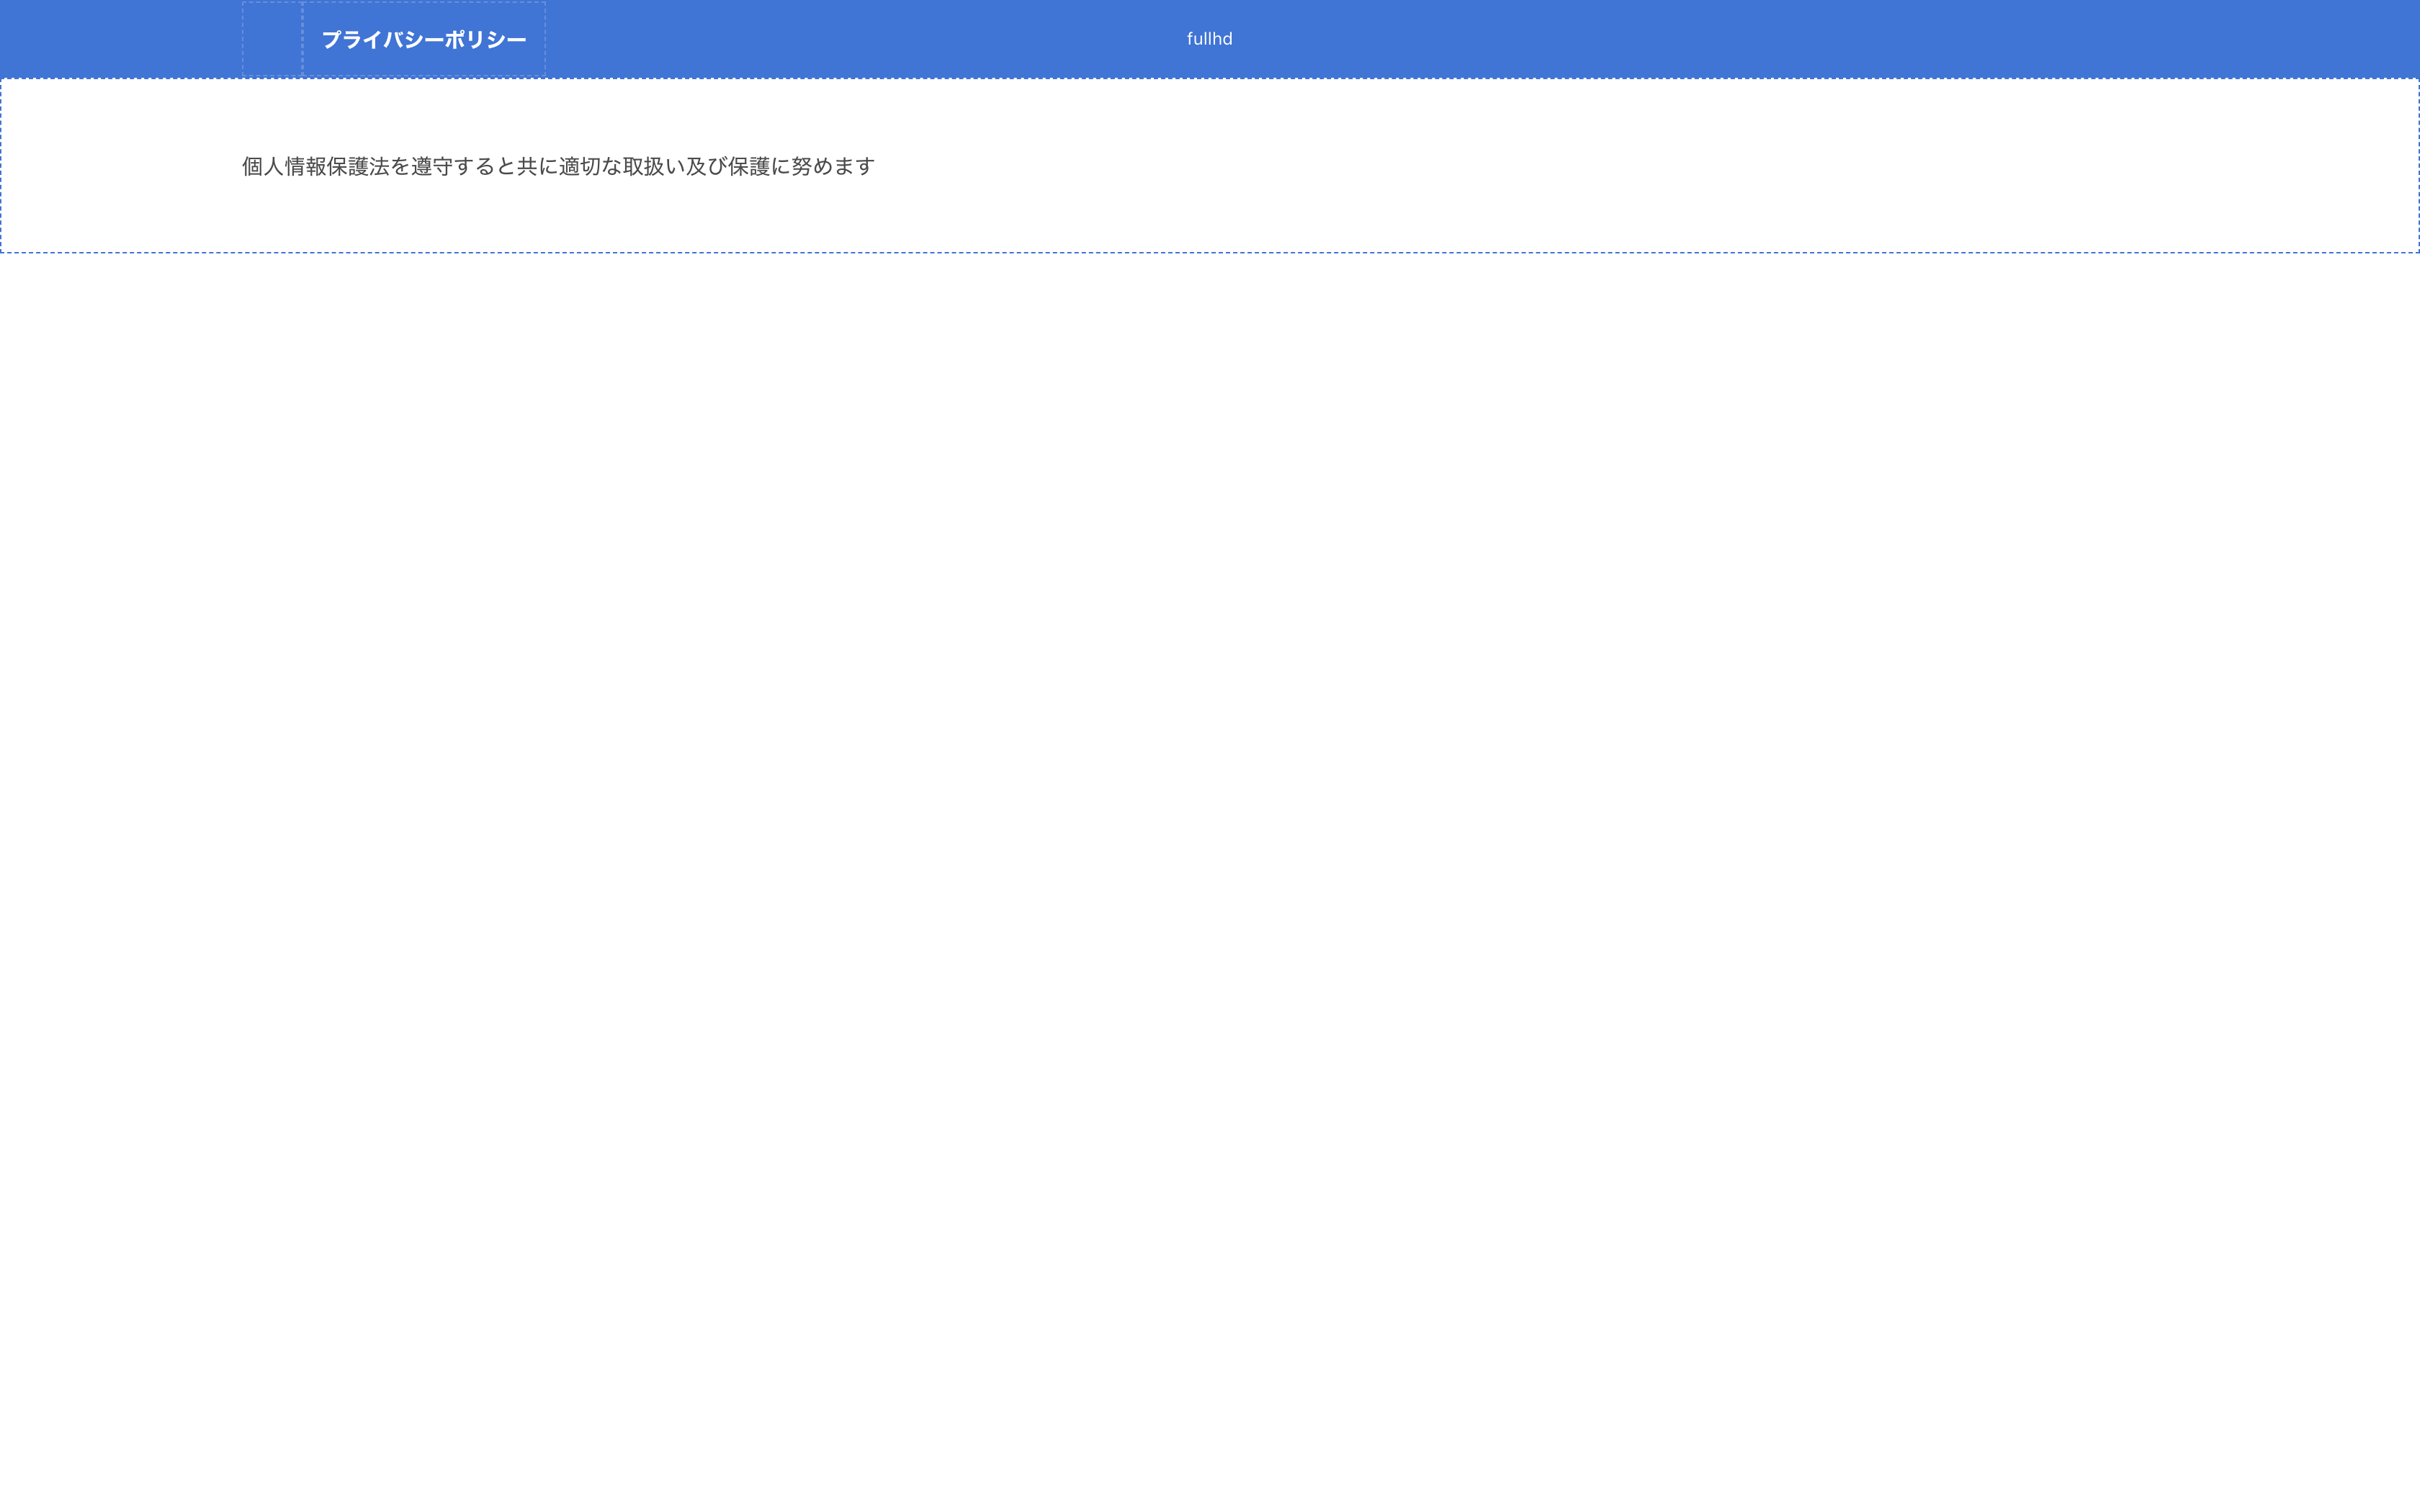 プライバシーポリシー
fullhd
個人情報保護法を遵守すると共に適切な取扱い及び保護に努めます